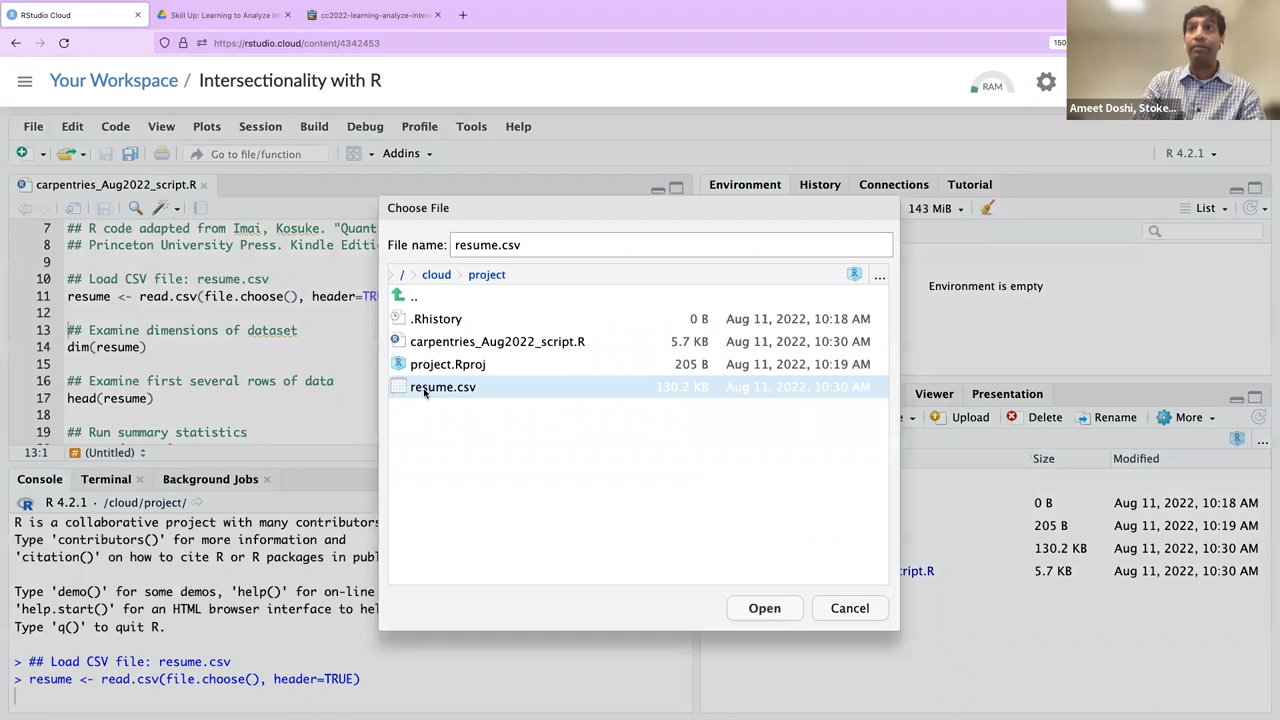 RStudio Cloud
Skill Up: Learning to Analyze In
cc2022-learning-analyze-inters
https://rstudio.cloud/content/4342453
150
Your Workspace / Intersectionality with R
RAM
Ameet Doshi, Stoke...
File Edit Code View Plots Session Build Debug Profile Tools Help
Go to file/function
Addins
R 4.2.1
carpentries_Aug2022_script.R
7 ## R code adapted from Imai, Kosuke. "Quant
8 ## Princeton University Press. Kindle Editi
9
10 ## Load CSV file: resume.csv
11 resume <- read.csv(file.choose(), header=TR
12
13 ## Examine dimensions of dataset
14 dim(resume)
15
16 ## Examine first several rows of data
17 head(resume)
18
19 ## Run summary statistics
13:1 # (Untitled)
Console Terminal Background Jobs
R 4.2.1 · /cloud/project/
R is a collaborative project with many contributors
Type 'contributors()' for more information and
'citation()' on how to cite R or R packages in publ
Type 'demo()' for some demos, 'help()' for on-line
'help.start()' for an HTML browser interface to hel
Type 'q()' to quit R.
> ## Load CSV file: resume.csv
> resume <- read.csv(file.choose(), header=TRUE)
Choose File
File name: resume.csv
/ cloud project
...
..
.Rhistory 0 B Aug 11, 2022, 10:18 AM
carpentries_Aug2022_script.R 5.7 KB Aug 11, 2022, 10:30 AM
project.Rproj 205 B Aug 11, 2022, 10:19 AM
resume.csv 130.2 KB Aug 11, 2022, 10:30 AM
Open Cancel
Environment History Connections Tutorial
143 MiB
List
Environment is empty
Viewer Presentation
Upload Delete Rename More
...
Size Modified
0 B Aug 11, 2022, 10:18 AM
205 B Aug 11, 2022, 10:19 AM
130.2 KB Aug 11, 2022, 10:30 AM
cript.R 5.7 KB Aug 11, 2022, 10:30 AM